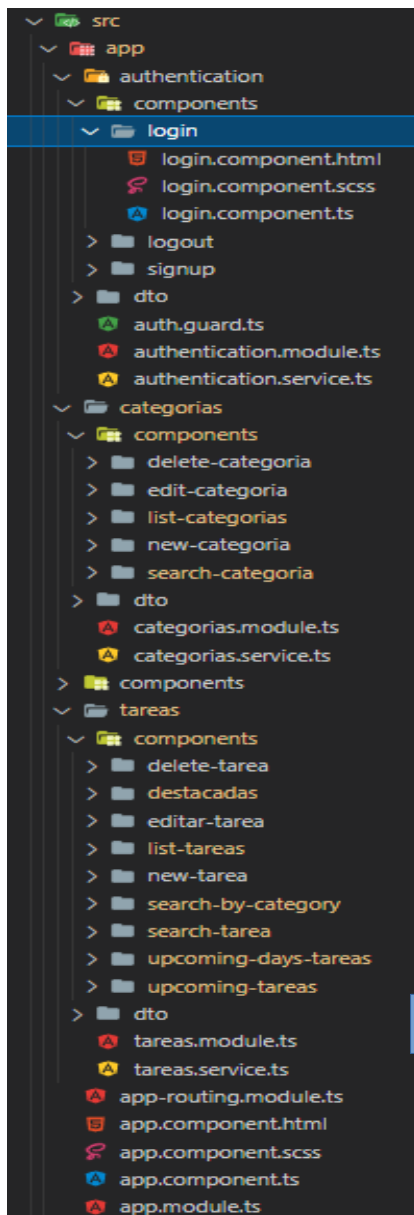 src
app
authentication
components
login
login.component.html
login.component.scss
login.component.ts
logout
signup
dto
auth.guard.ts
authentication.module.ts
authentication.service.ts
categorias
components
delete-categoria
edit-categoria
list-categorias
new-categoria
search-categoria
dto
categorias.module.ts
categorias.service.ts
components
tareas
components
delete-tarea
destacadas
editar-tarea
list-tareas
new-tarea
search-by-category
search-tarea
upcoming-days-tareas
upcoming-tareas
dto
tareas.module.ts
tareas.service.ts
app-routing.module.ts
app.component.html
app.component.scss
app.component.ts
app.module.ts